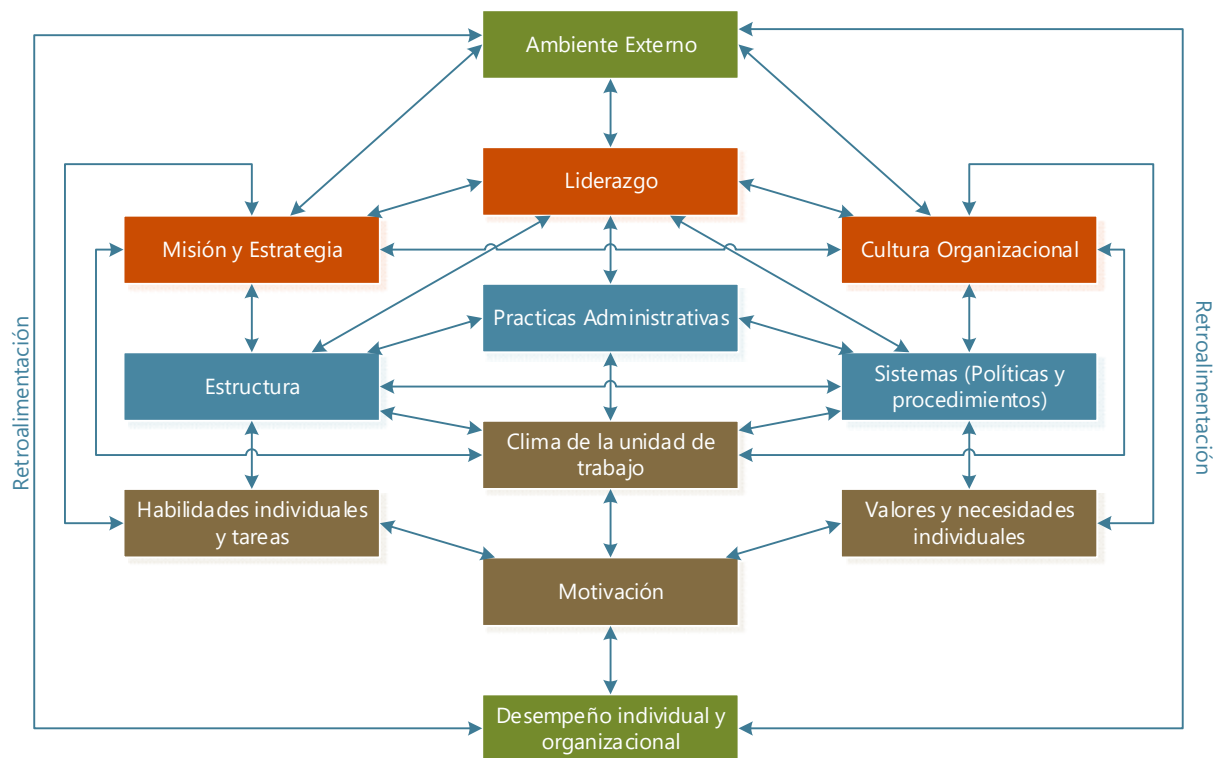 Ambiente Externo
Liderazgo
Misión y Estrategia
Cultura Organizacional
Practicas Administrativas
Retroalimentación
Retroalimentación
Estructura
Sistemas (Políticas y
procedimientos)
Clima de la unidad de
trabajo
Habilidades individuales
y tareas
Valores y necesidades
individuales
Motivación
Desempeño individual y
organizacional